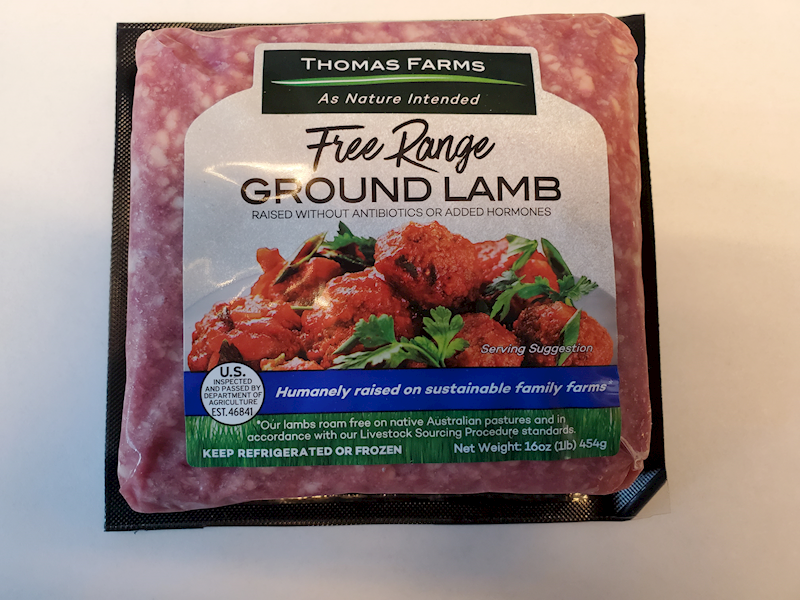 THOMAS FARMS
As Nature Intended
Free Range
GROUND LAMB
RAISED WITHOUT ANTIBIOTICS OR ADDED HORMONES
Serving Suggestion
U.S.
INSPECTED
AND PASSED BY
DEPARTMENT OF
AGRICULTURE
EST. 46841
Humanely raised on sustainable family farms*
*Our lambs roam free on native Australian pastures and in
accordance with our Livestock Sourcing Procedure standards.
KEEP REFRIGERATED OR FROZEN
Net Weight: 16oz (1lb) 454g